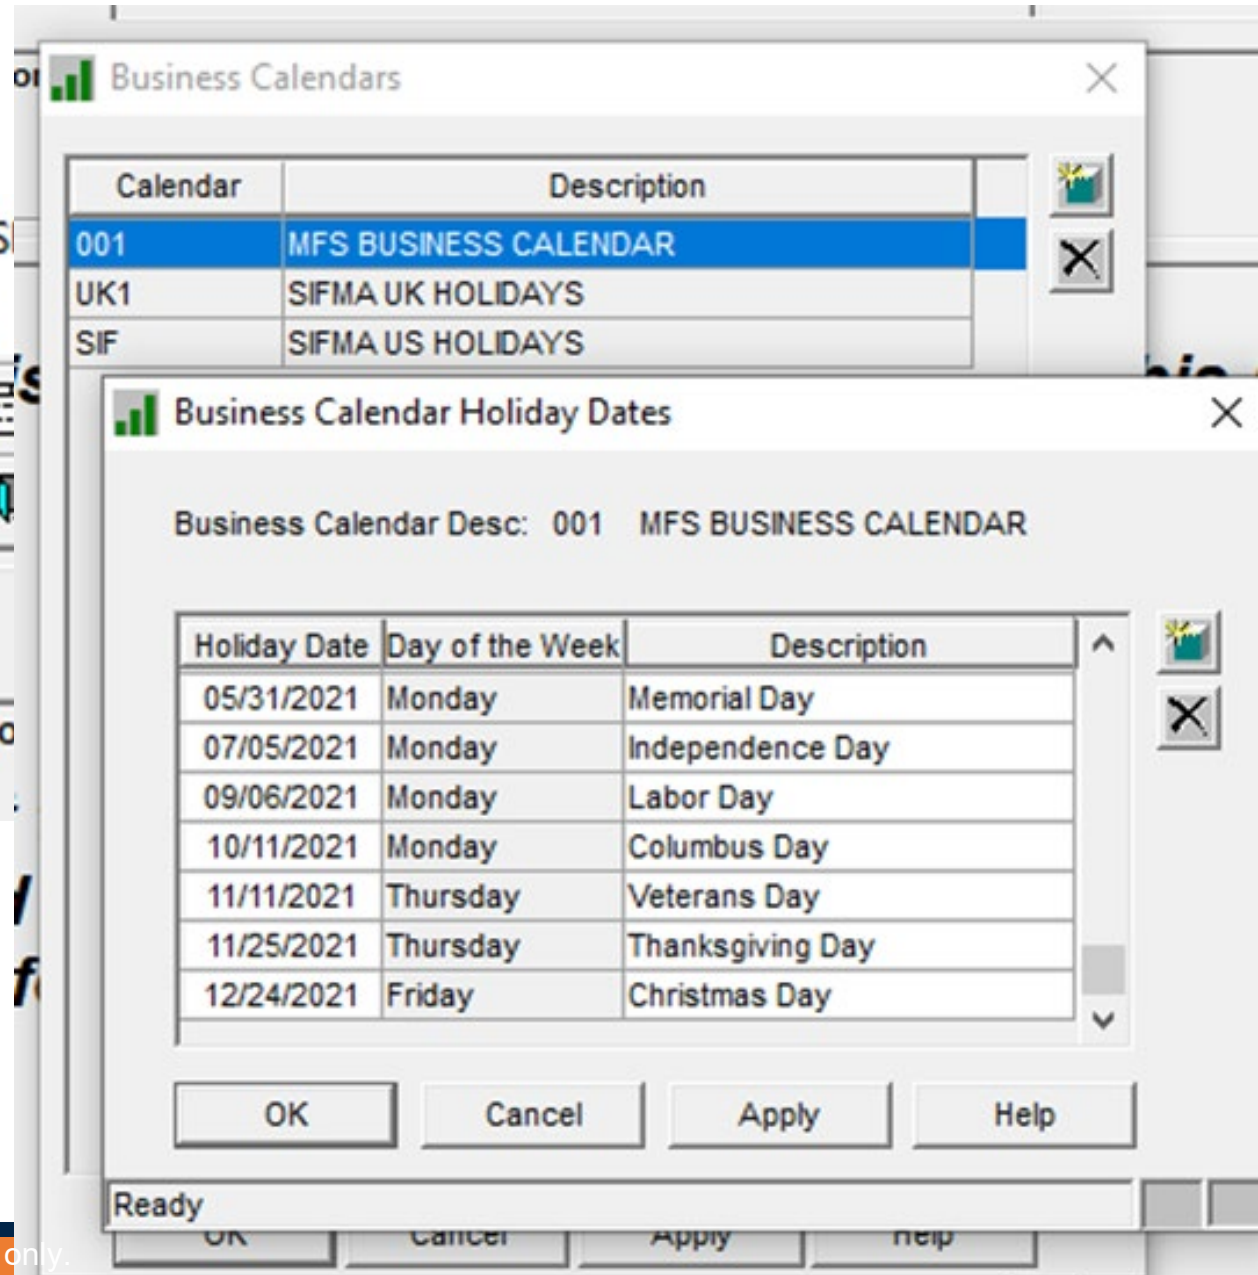 Business Calendars
Calendar Description
001 MFS BUSINESS CALENDAR
UK1 SIFMA UK HOLIDAYS
SIF SIFMA US HOLIDAYS
Business Calendar Holiday Dates
Business Calendar Desc: 001 MFS BUSINESS CALENDAR
Holiday Date Day of the Week Description
05/31/2021 Monday Memorial Day
07/05/2021 Monday Independence Day
09/06/2021 Monday Labor Day
10/11/2021 Monday Columbus Day
11/11/2021 Thursday Veterans Day
11/25/2021 Thursday Thanksgiving Day
12/24/2021 Friday Christmas Day
OK Cancel Apply Help
Ready
OK Cancel Apply Help
only.